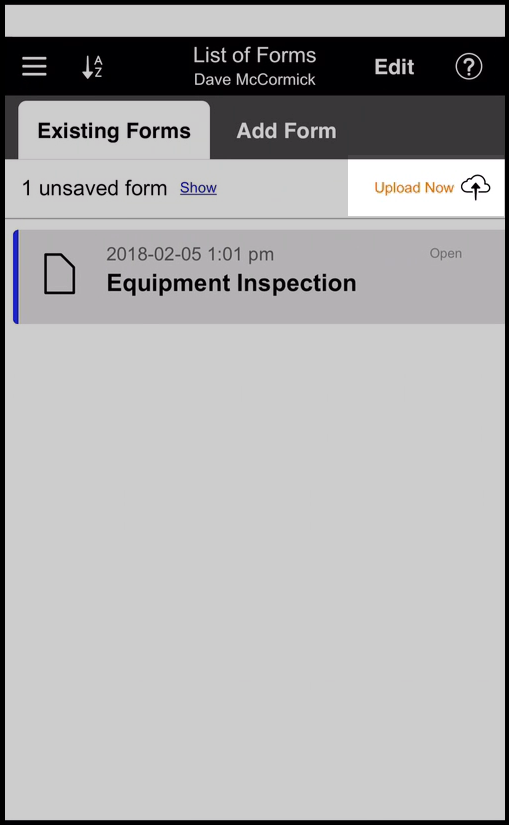 A
Z
List of Forms
Dave McCormick
Edit
?
Existing Forms
Add Form
1 unsaved form Show
Upload Now
2018-02-05 1:01 pm
Open
Equipment Inspection